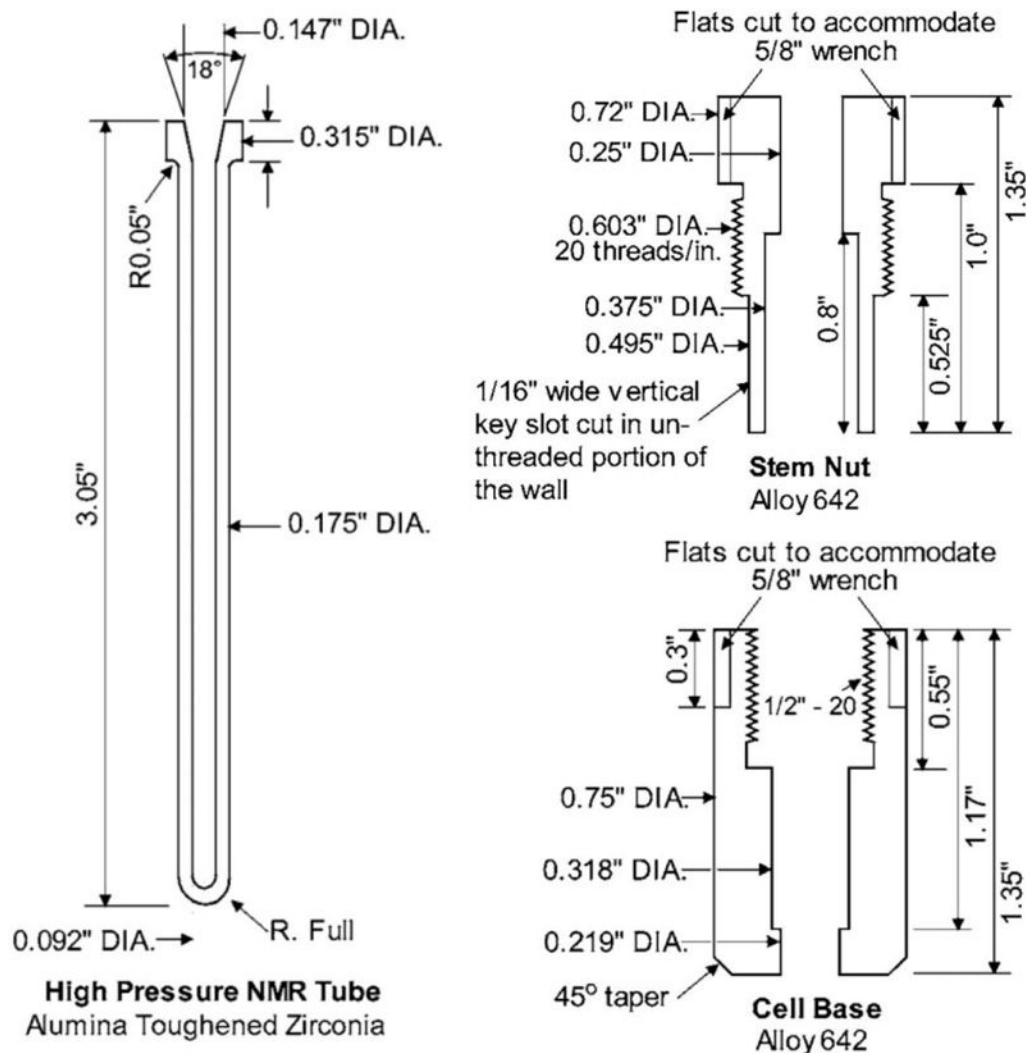 0.147" DIA.
18°
0.315" DIA.
R0.05"
3.05"
0.175" DIA.
0.092" DIA.
R. Full
High Pressure NMR Tube
Alumina Toughened Zirconia
Flats cut to accommodate
5/8" wrench
0.72" DIA.
0.25" DIA.
0.603" DIA.
20 threads/in.
0.375" DIA.
0.495" DIA.
1/16" wide vertical
key slot cut in un-
threaded portion of
the wall
0.8"
0.525"
1.0"
1.35"
Stem Nut
Alloy 642
Flats cut to accommodate
5/8" wrench
0.3"
1/2" - 20
0.55"
0.75" DIA.
1.17"
0.318" DIA.
1.35"
0.219" DIA.
45° taper
Cell Base
Alloy 642